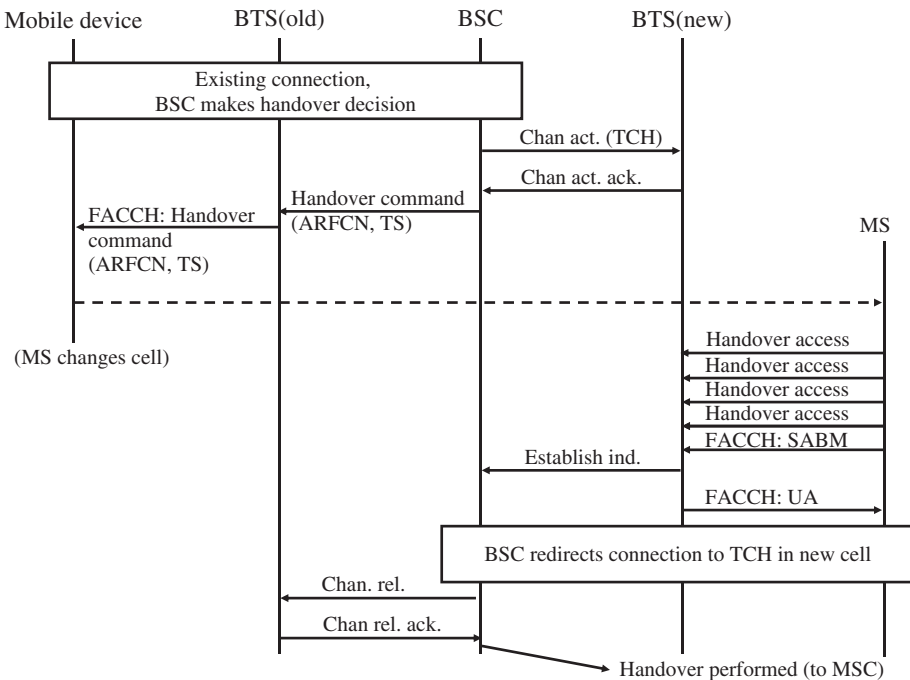 Mobile device
BTS(old)
BSC
BTS(new)
Existing connection,
BSC makes handover decision
Chan act. (TCH)
Chan act. ack.
Handover command
(ARFCN, TS)
FACCH: Handover
command
(ARFCN, TS)
MS
(MS changes cell)
Handover access
Handover access
Handover access
Handover access
FACCH: SABM
Establish ind.
FACCH: UA
BSC redirects connection to TCH in new cell
Chan. rel.
Chan rel. ack.
Handover performed (to MSC)